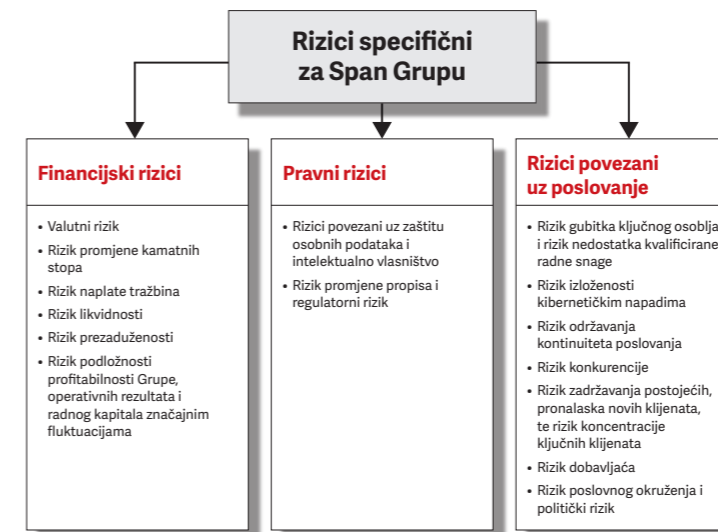 Rizici specifični
za Span Grupu
Financijski rizici
• Valutni rizik
• Rizik promjene kamatnih
stopa
• Rizik naplate tražbina
• Rizik likvidnosti
• Rizik prezaduženosti
• Rizik podložnosti
profitabilnosti Grupe,
operativnih rezultata i
radnog kapitala značajnim
fluktuacijama
Pravni rizici
• Rizici povezani uz zaštitu
osobnih podataka i
intelektualno vlasništvo
• Rizik promjene propisa i
regulatorni rizik
Rizici povezani
uz poslovanje
• Rizik gubitka ključnog osoblja
i rizik nedostatka kvalificirane
radne snage
• Rizik izloženosti
kibernetičkim napadima
• Rizik održavanja
kontinuiteta poslovanja
• Rizik konkurencije
• Rizik zadržavanja postojećih,
pronalaska novih klijenata,
te rizik koncentracije
ključnih klijenata
• Rizik dobavljača
• Rizik poslovnog okruženja i
politički rizik